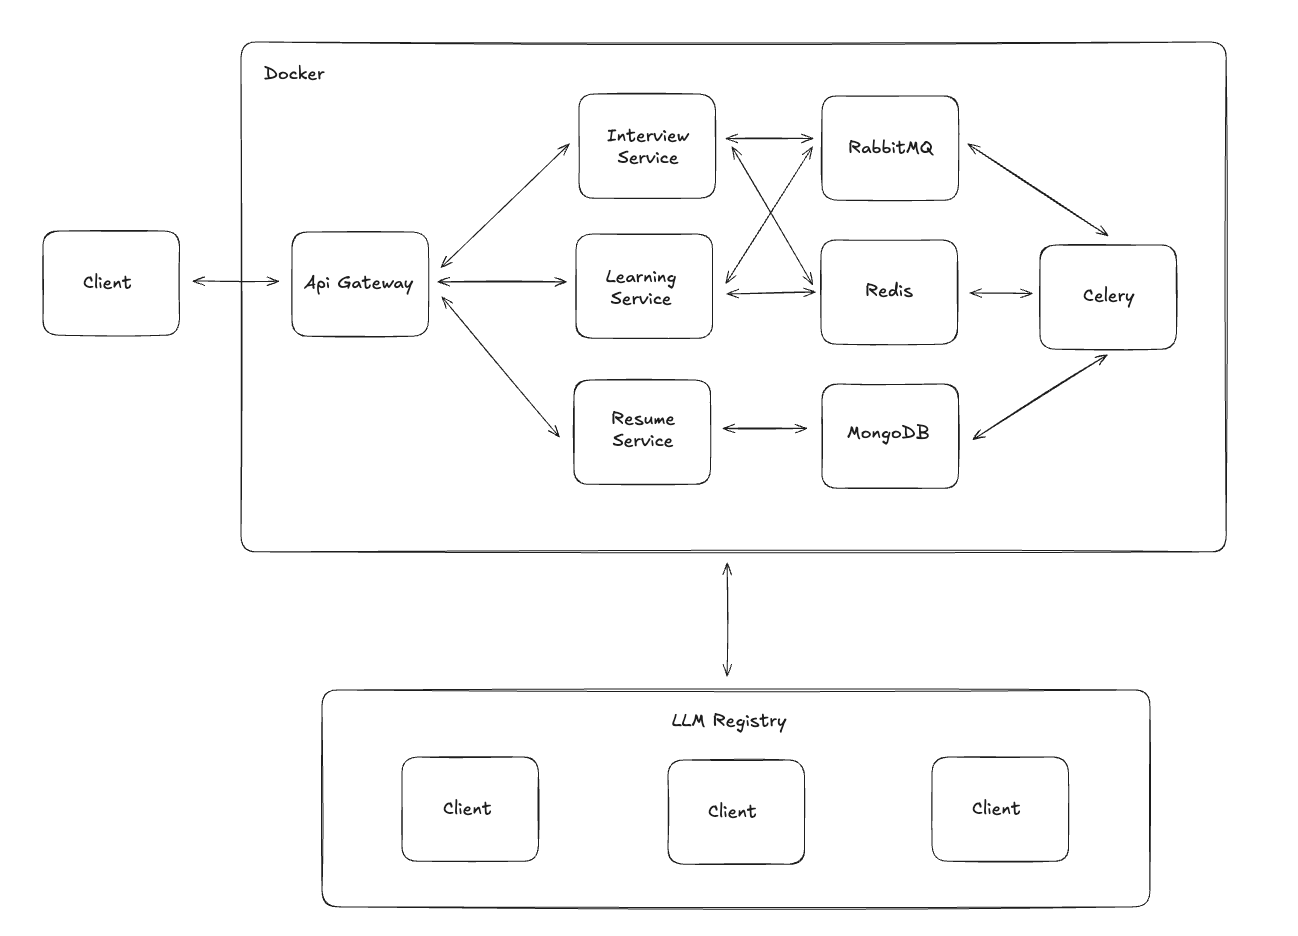 Docker
Interview
Service
RabbitMQ
Client
Api Gateway
Learning
Service
Redis
Celery
Resume
Service
MongoDB
LLM Registry
Client
Client
Client